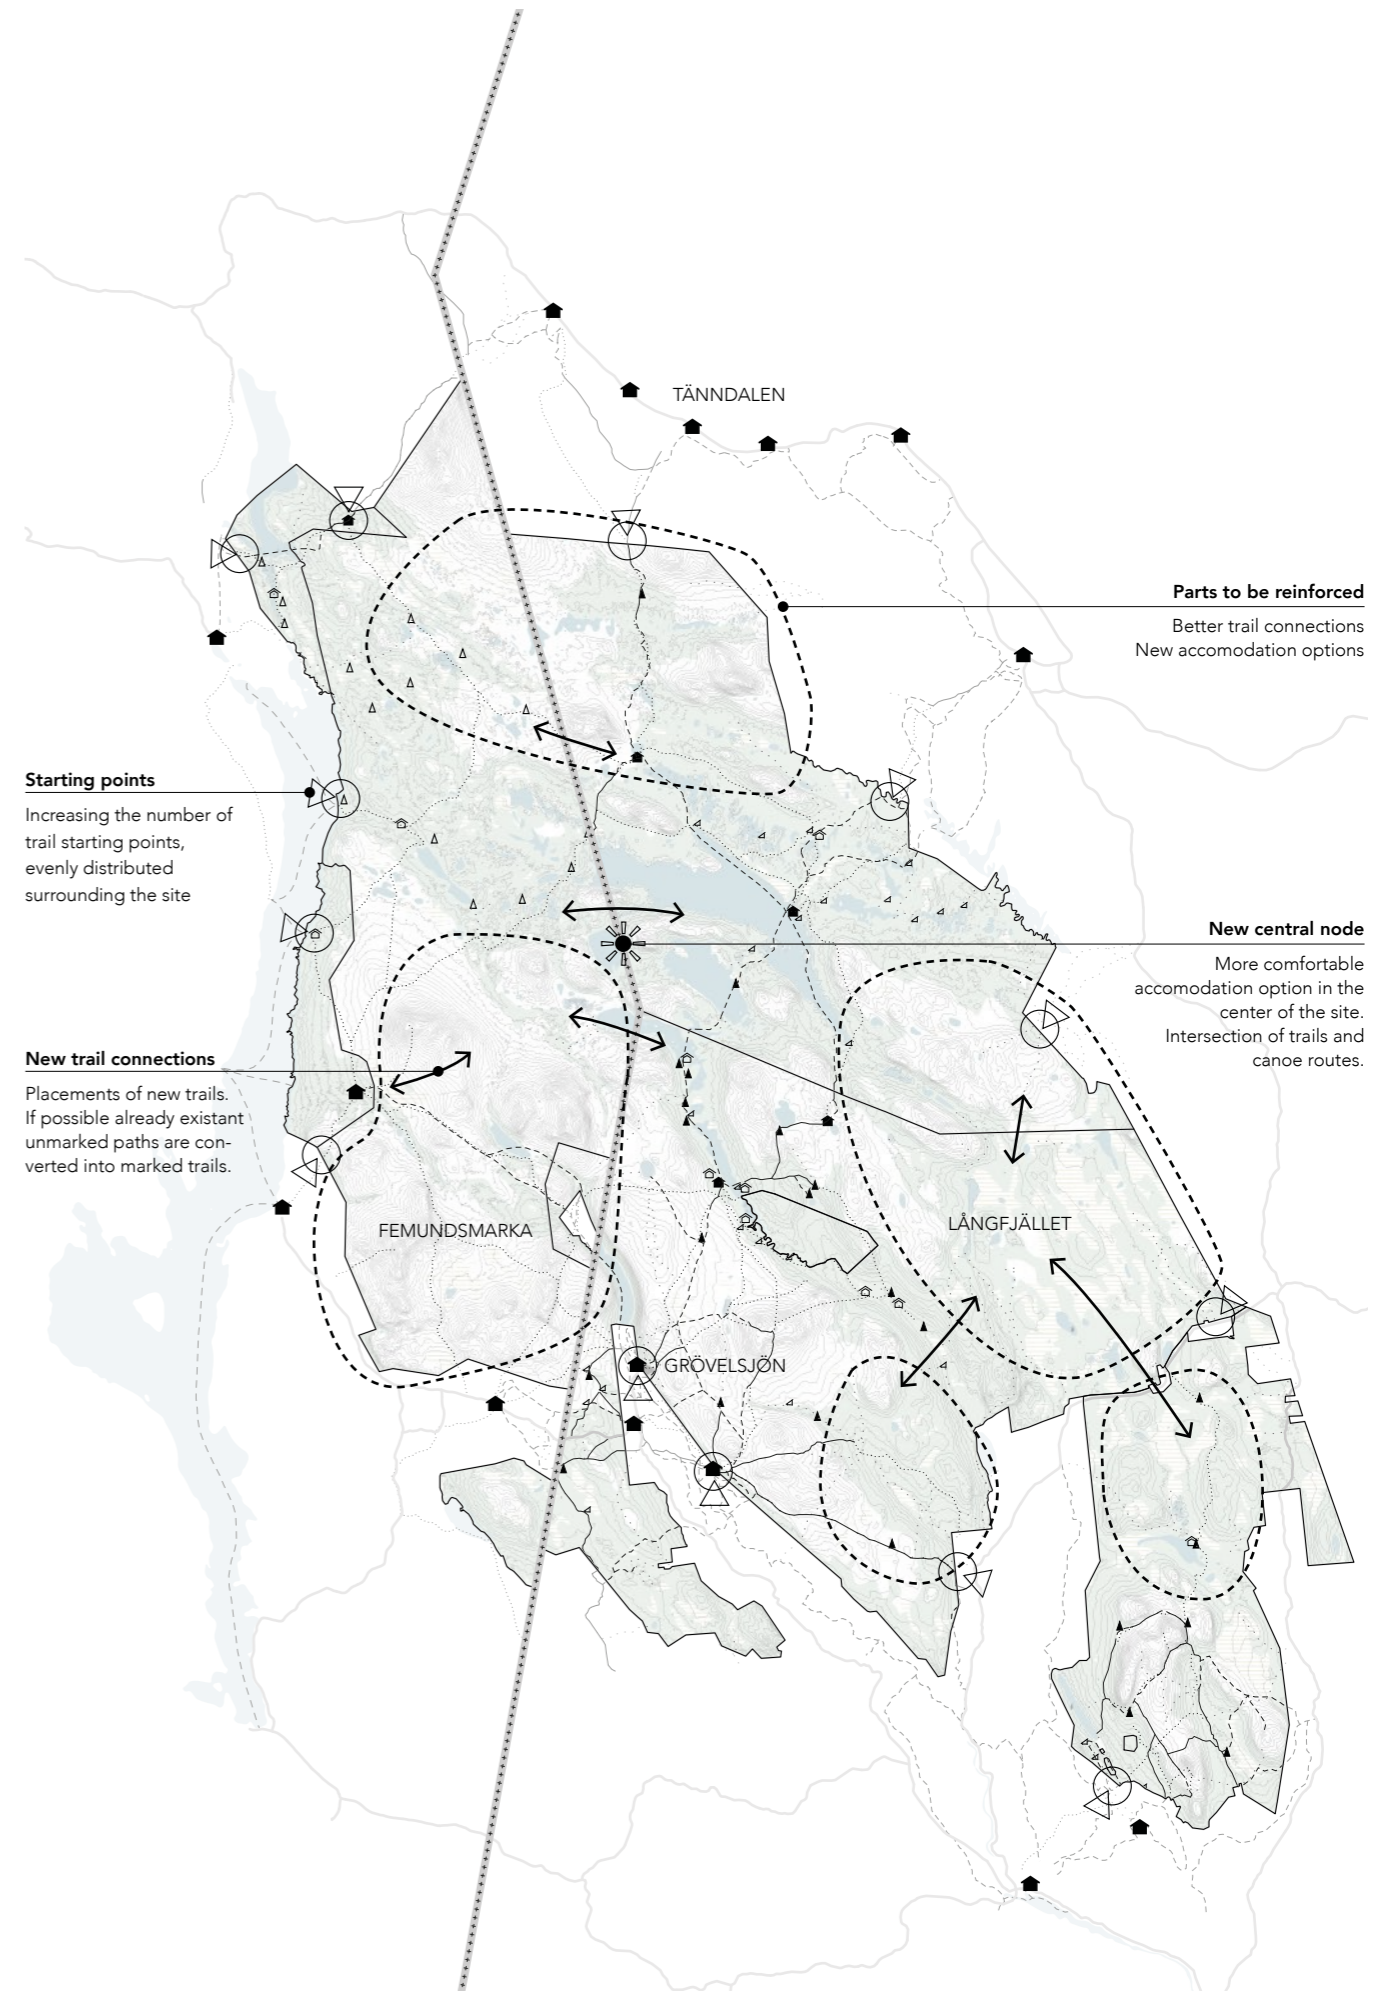 TÄNNDALEN
Parts to be reinforced
Better trail connections
New accomodation options
Starting points
Increasing the number of
trail starting points,
evenly distributed
surrounding the site
New central node
More comfortable
accomodation option in the
center of the site.
Intersection of trails and
canoe routes.
New trail connections
Placements of new trails.
If possible already existant
unmarked paths are con-
verted into marked trails.
FEMUNDSMARKA
LÅNGFJÄLLET
GRÖVELSJÖN